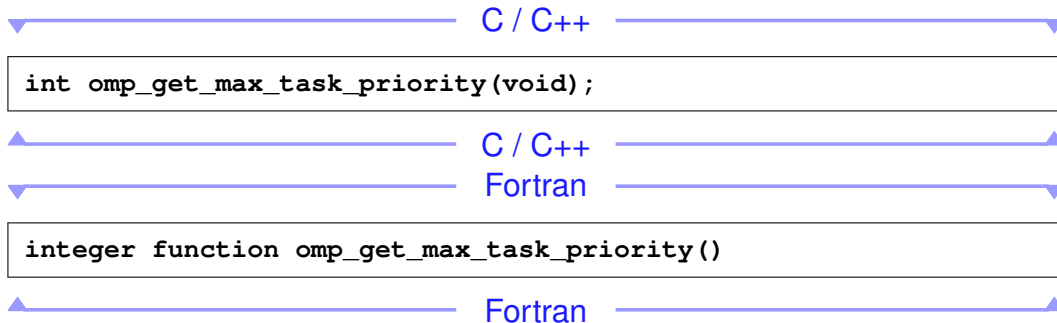 C / C++
int omp_get_max_task_priority(void);
C / C++
Fortran
integer function omp_get_max_task_priority()
Fortran